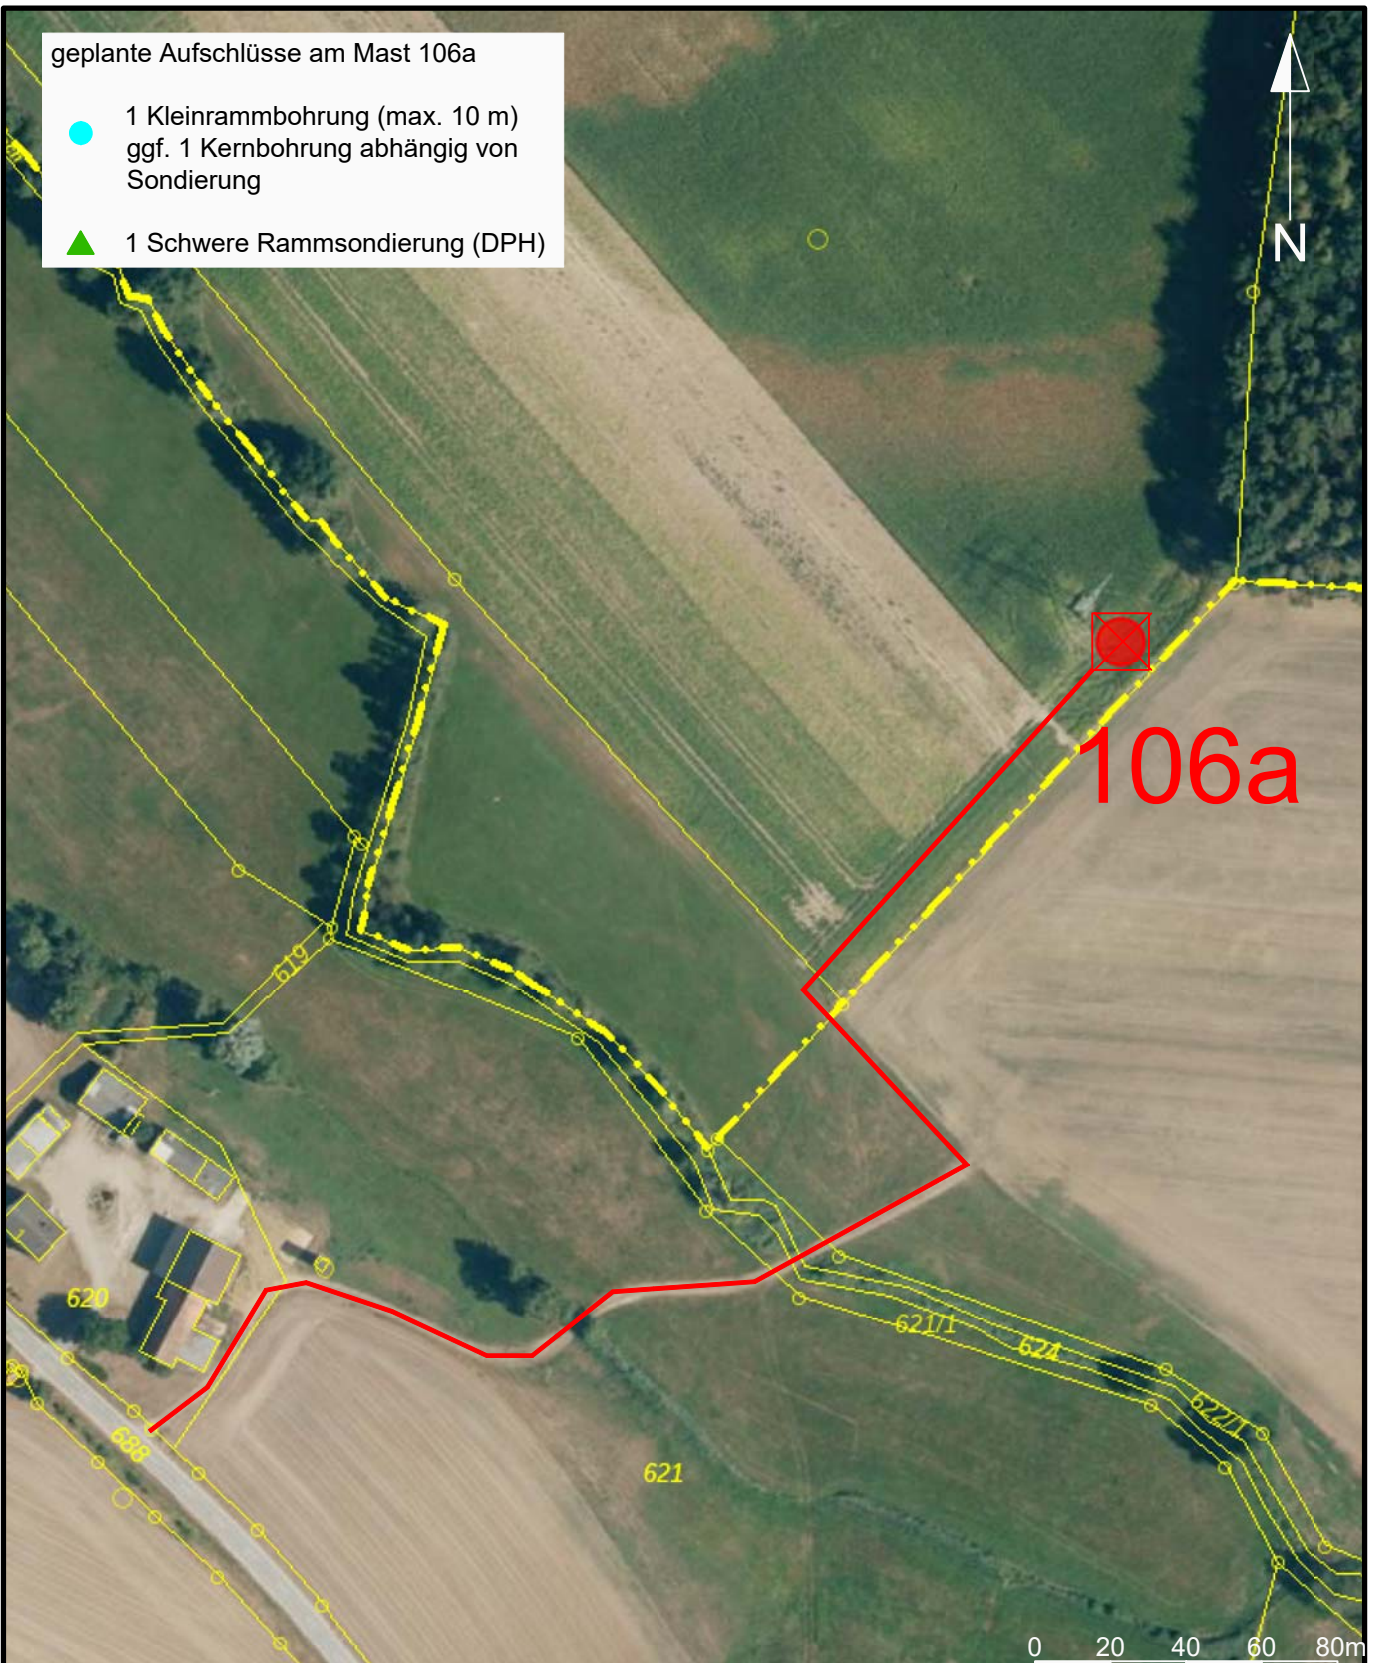 geplante Aufschlüsse am Mast 106a
1 Kleinrammbohrung (max. 10 m)
ggf. 1 Kernbohrung abhängig von
Sondierung
1 Schwere Rammsondierung (DPH)
N
106a
619
620
621/1
624
622/1
688
621
0 20 40 60 80m